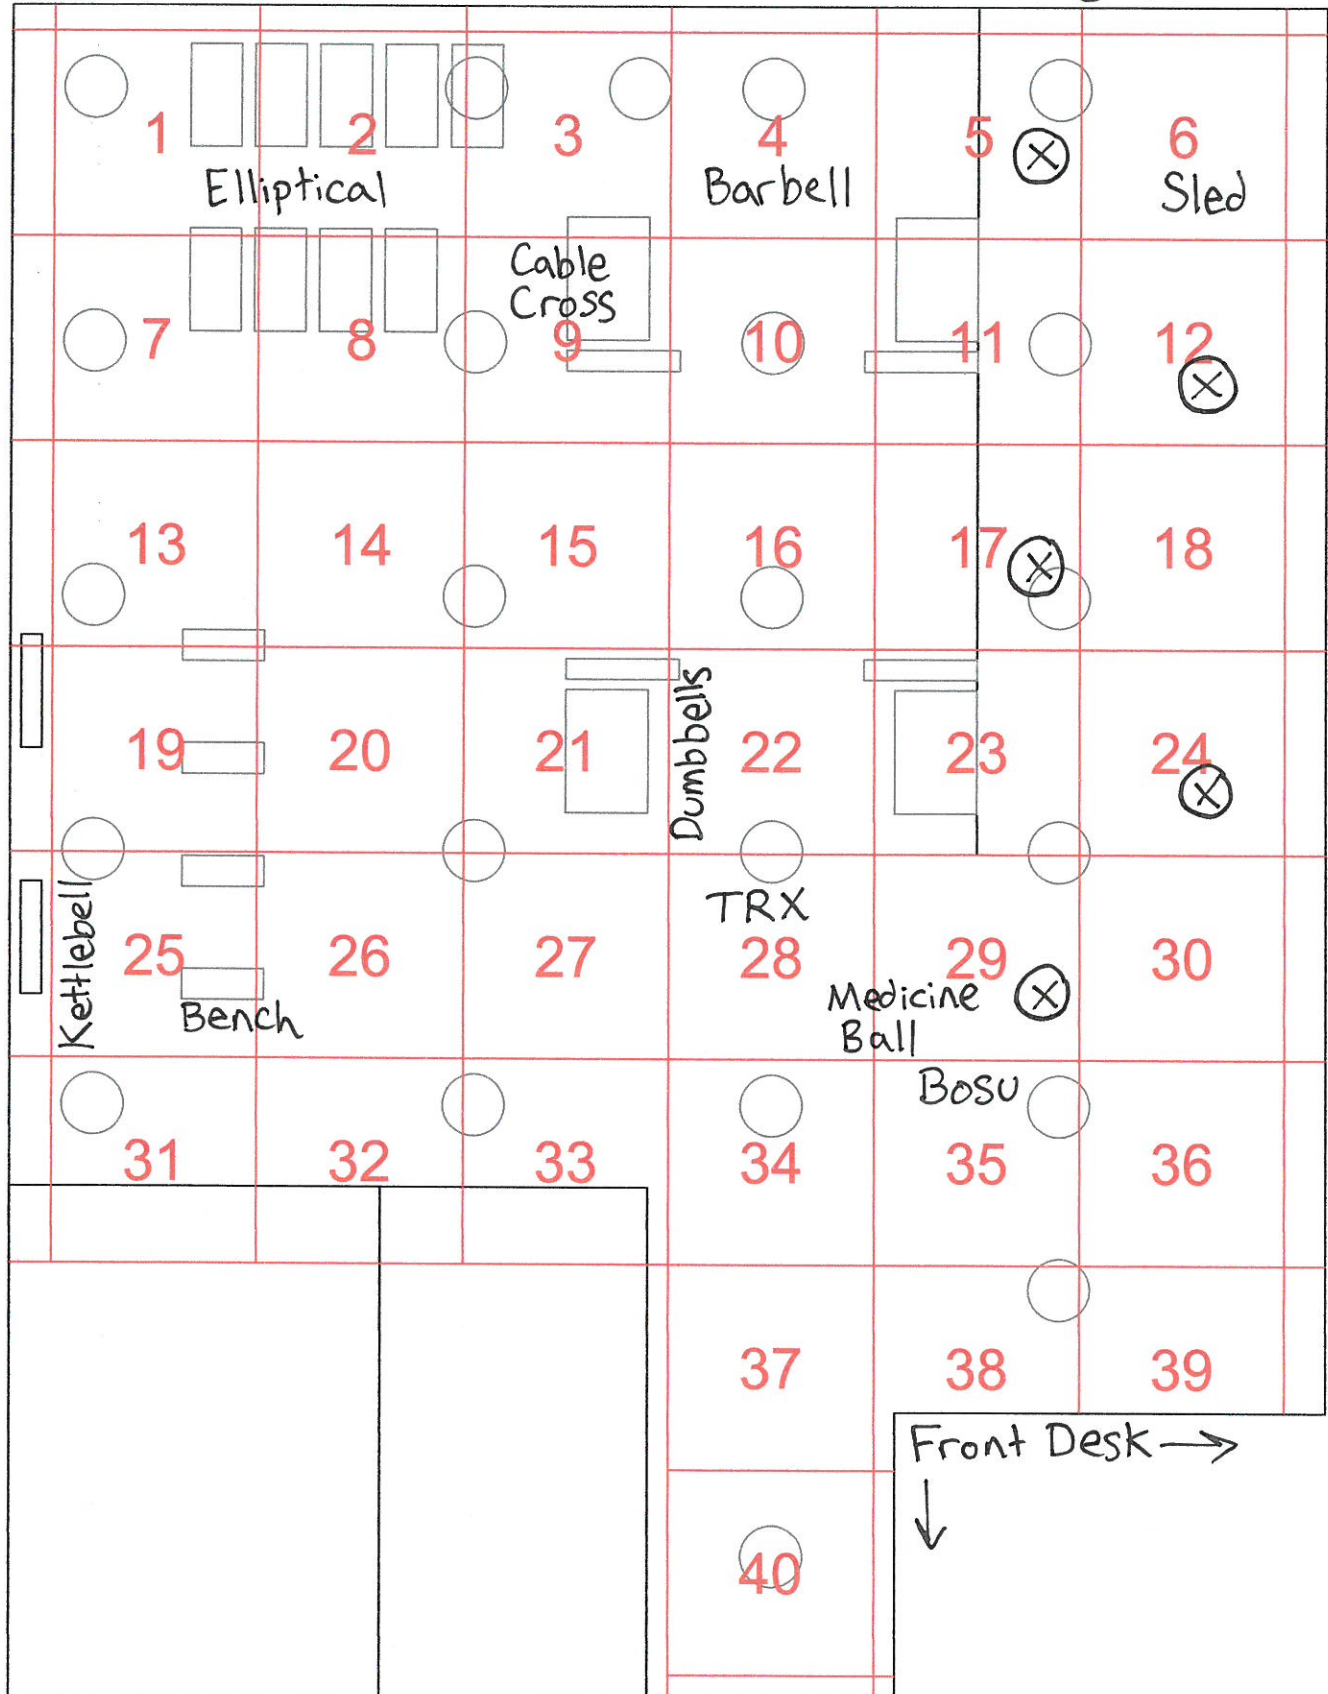 1 2 3 4 5 6
Elliptical
Barbell
Sled
Cable
Cross
7 8 9 10 11 12
13 14 15 16 17 18
19 20 21 22 23 24
Dumbbells
TRX
Kettlebell
25 26 27 28 29 30
Bench
Medicine
Ball
Bosu
31 32 33 34 35 36
37 38 39
Front Desk →
↓
40